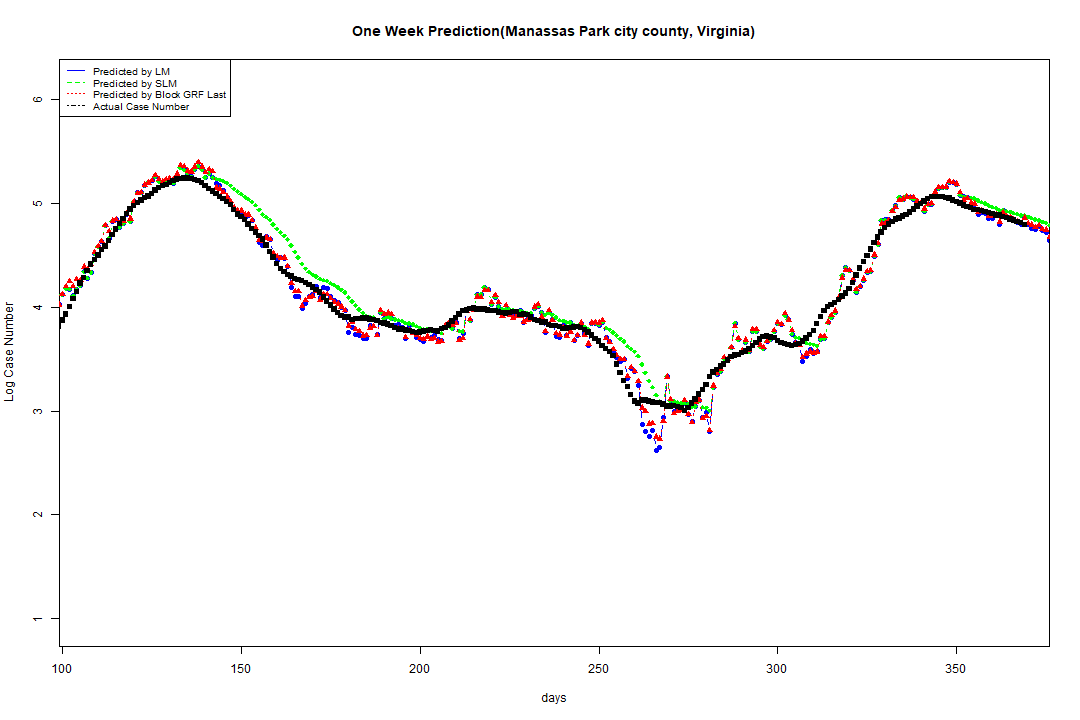 One Week Prediction(Manassas Park city county, Virginia)
Predicted by LM
Predicted by SLM
Predicted by Block GRF Last
Actual Case Number
6
5
4
3
2
1
Log Case Number
100 150 200 250 300 350
days